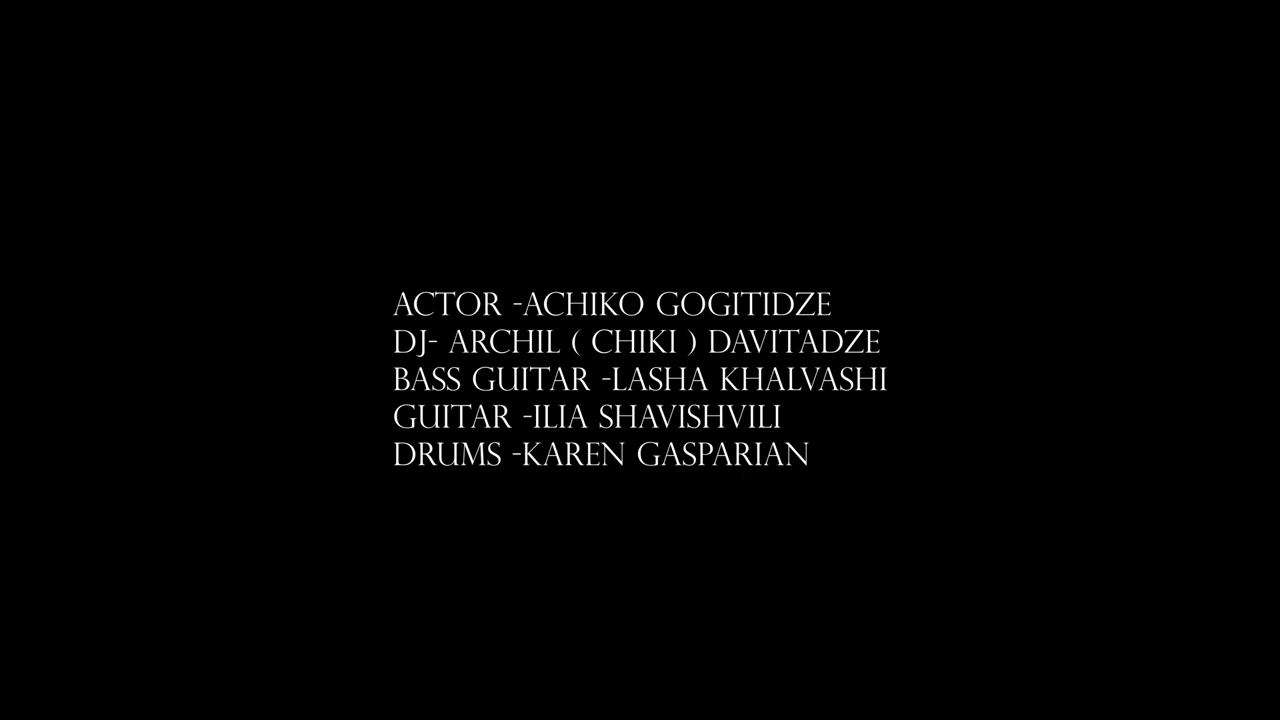 ACTOR -ACHIKO GOGITIDZE
DJ- ARCHIL ( CHIKI ) DAVITADZE
BASS GUITAR -LASHA KHALVASHI
GUITAR -ILIA SHAVISHVILI
DRUMS -KAREN GASPARIAN